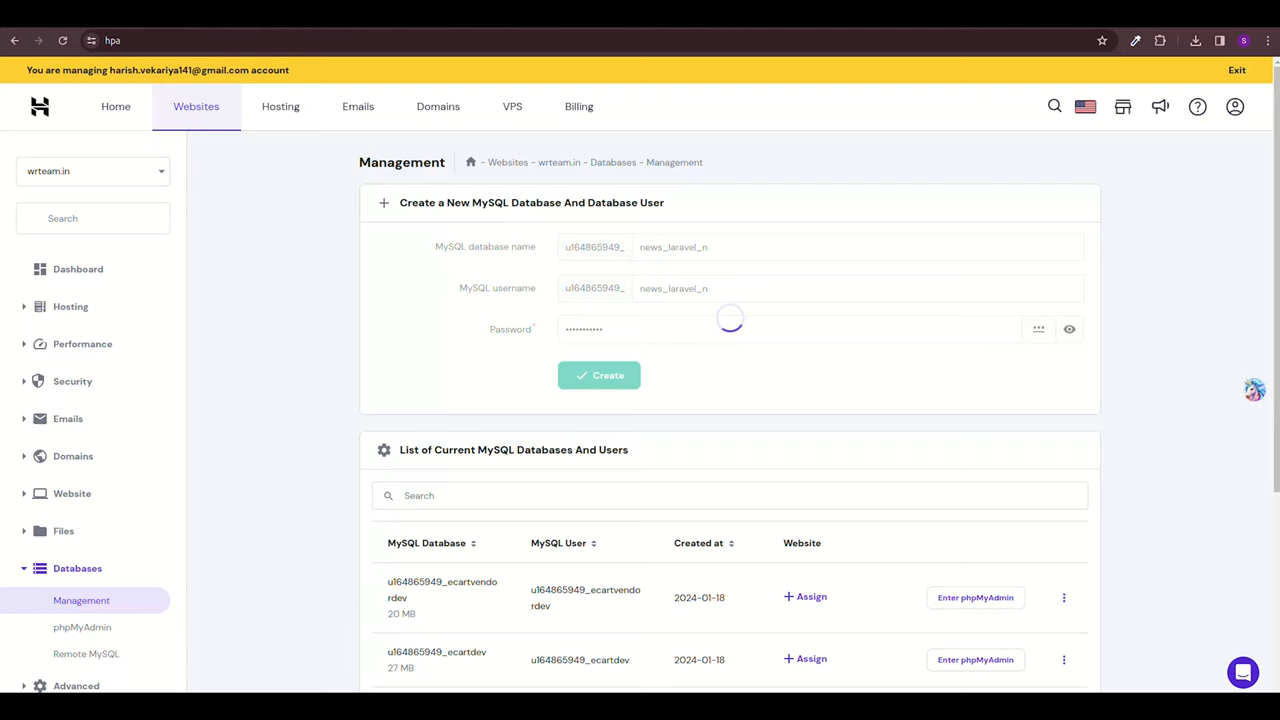 hpa
S
You are managing harish.vekariya141@gmail.com account
Exit
Home
Websites
Hosting
Emails
Domains
VPS
Billing
wrteam.in
Search
Dashboard
Hosting
Performance
Security
Emails
Domains
Website
Files
Databases
Management
phpMyAdmin
Remote MySQL
Advanced
Management
- Websites - wrteam.in - Databases - Management
Create a New MySQL Database And Database User
MySQL database name
u164865949_
news_laravel_n
MySQL username
u164865949_
news_laravel_n
Password*
•••••••••••
Create
List of Current MySQL Databases And Users
Search
MySQL Database
MySQL User
Created at
Website
u164865949_ecartvendo
rdev
20 MB
u164865949_ecartvendo
rdev
2024-01-18
+ Assign
Enter phpMyAdmin
u164865949_ecartdev
27 MB
u164865949_ecartdev
2024-01-18
+ Assign
Enter phpMyAdmin